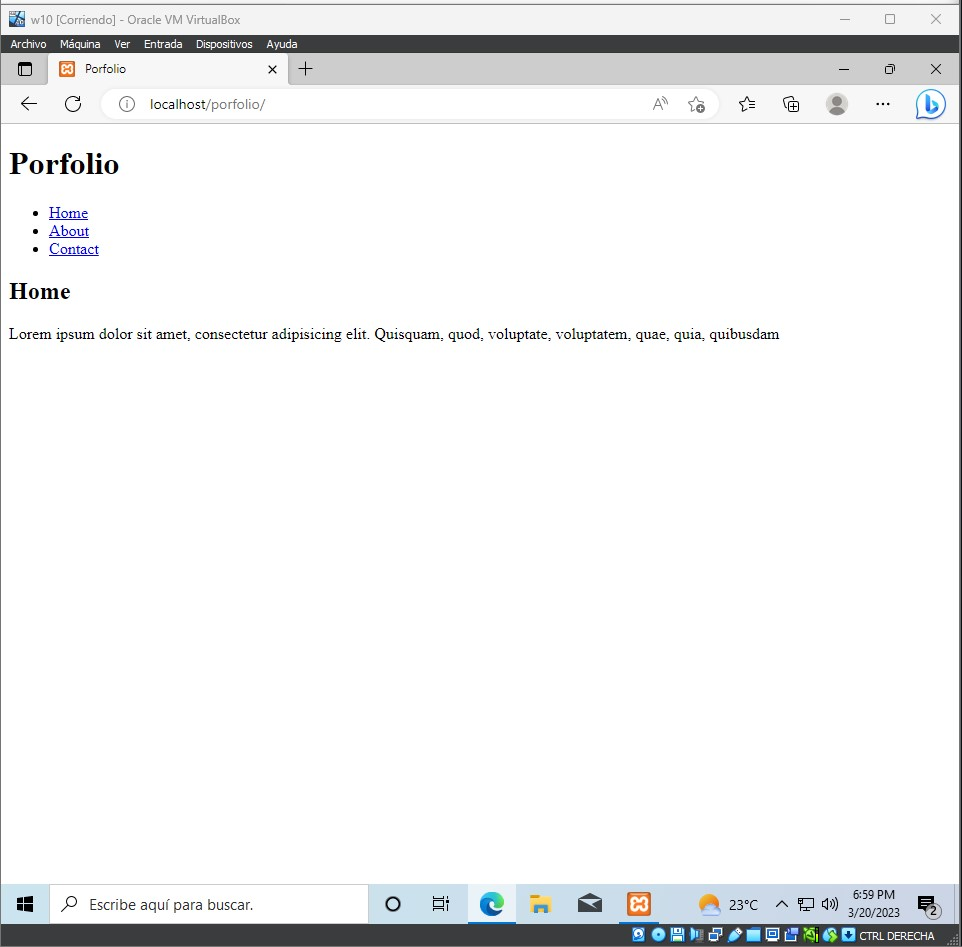 w10 [Corriendo] - Oracle VM VirtualBox
Archivo Máquina Ver Entrada Dispositivos Ayuda
Porfolio
localhost/porfolio/
Porfolio
Home
About
Contact
Home
Lorem ipsum dolor sit amet, consectetur adipisicing elit. Quisquam, quod, voluptate, voluptatem, quae, quia, quibusdam
Escribe aquí para buscar.
23°C
6:59 PM
3/20/2023
2
CTRL DERECHA